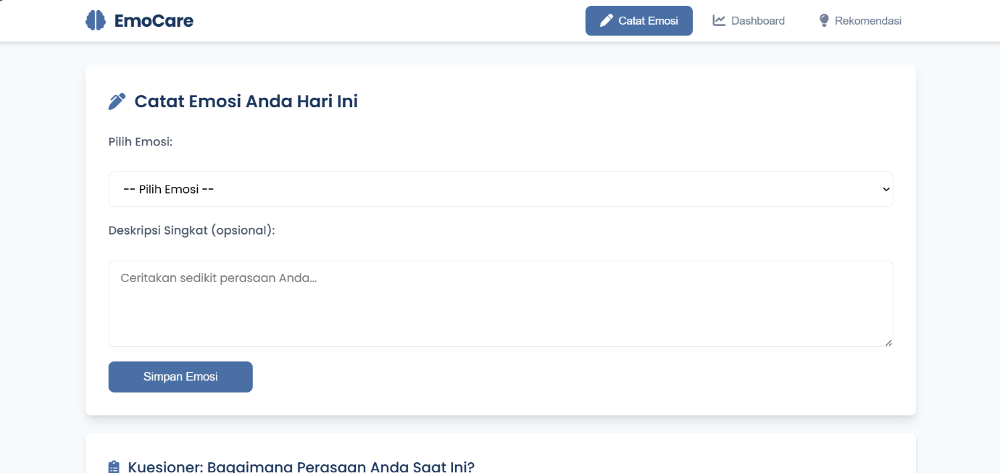 EmoCare
Catat Emosi
Dashboard
Rekomendasi
Catat Emosi Anda Hari Ini
Pilih Emosi:
-- Pilih Emosi --
Deskripsi Singkat (opsional):
Ceritakan sedikit perasaan Anda...
Simpan Emosi
Kuesioner: Bagaimana Perasaan Anda Saat Ini?